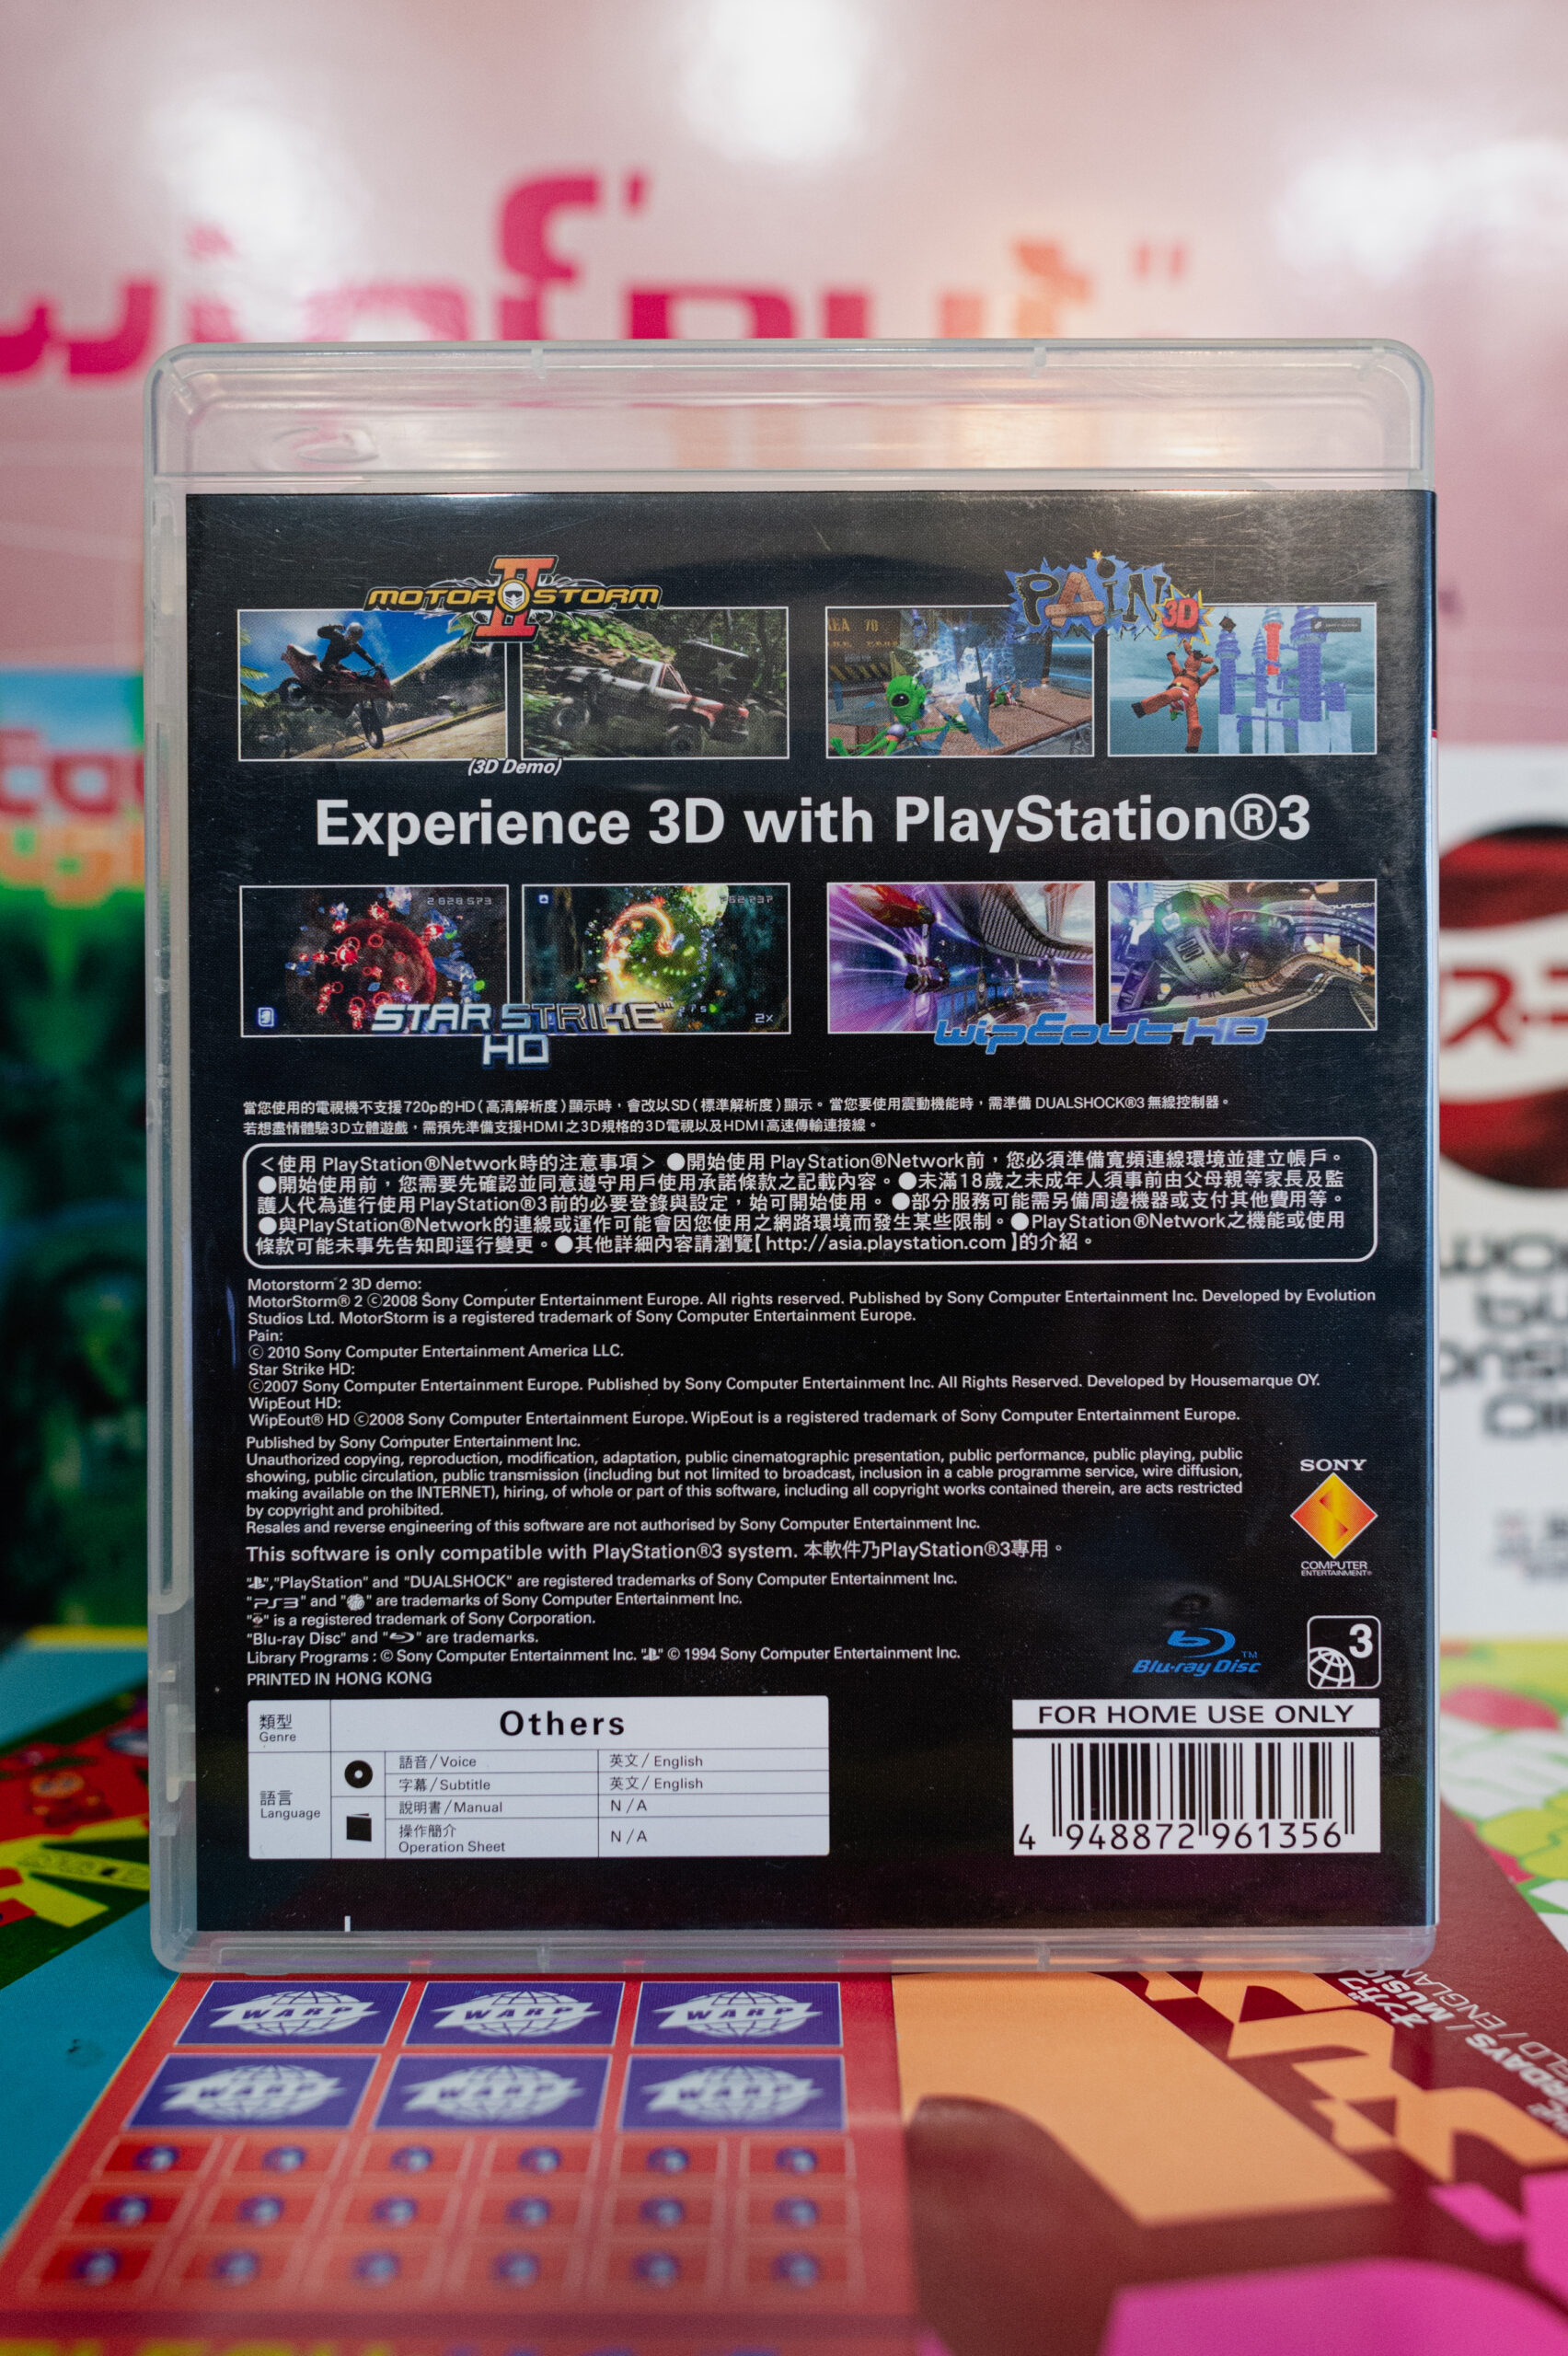 wipEout"
MOTORSTORM II
PAIN 3D
(3D Demo)
Experience 3D with PlayStation®3
2 628 573
2x
STAR STRIKE™ HD
wipEout HD
當您使用的電視機不支援720p的HD(高清解析度)顯示時，會改以SD(標準解析度)顯示。當您要使用震動機能時，需準備 DUALSHOCK®3 無線控制器。
若想盡情體驗3D立體遊戲，需預先準備支援HDMI之3D規格的3D電視以及HDMI高速傳輸連接線。
＜使用 PlayStation®Network時的注意事項＞ ●開始使用 PlayStation®Network前，您必須準備寬頻連線環境並建立帳戶。
●開始使用前，您需要先確認並同意遵守用戶使用承諾條款之記載內容。●未滿18歲之未成年人須事前由父母親等家長及監
護人代為進行使用PlayStation®3前的必要登錄與設定，始可開始使用。●部分服務可能需另備周邊機器或支付其他費用等。
●與PlayStation®Network的連線或運作可能會因您使用之網路環境而發生某些限制。●PlayStation®Network之機能或使用
條款可能未事先告知即逕行變更。●其他詳細內容請瀏覽【http://asia.playstation.com】的介紹。
Motorstorm 2 3D demo:
MotorStorm® 2 ©2008 Sony Computer Entertainment Europe. All rights reserved. Published by Sony Computer Entertainment Inc. Developed by Evolution
Studios Ltd. MotorStorm is a registered trademark of Sony Computer Entertainment Europe.
Pain:
© 2010 Sony Computer Entertainment America LLC.
Star Strike HD:
©2007 Sony Computer Entertainment Europe. Published by Sony Computer Entertainment Inc. All Rights Reserved. Developed by Housemarque OY.
WipEout HD:
WipEout® HD ©2008 Sony Computer Entertainment Europe. WipEout is a registered trademark of Sony Computer Entertainment Europe.
Published by Sony Computer Entertainment Inc.
Unauthorized copying, reproduction, modification, adaptation, public cinematographic presentation, public performance, public playing, public
showing, public circulation, public transmission (including but not limited to broadcast, inclusion in a cable programme service, wire diffusion,
making available on the INTERNET), hiring, of whole or part of this software, including all copyright works contained therein, are acts restricted
by copyright and prohibited.
Resales and reverse engineering of this software are not authorised by Sony Computer Entertainment Inc.
This software is only compatible with PlayStation®3 system. 本軟件乃PlayStation®3專用。
SONY
COMPUTER
ENTERTAINMENT®
" ","PlayStation" and "DUALSHOCK" are registered trademarks of Sony Computer Entertainment Inc.
"PS3" and " " are trademarks of Sony Computer Entertainment Inc.
" " is a registered trademark of Sony Corporation.
"Blu-ray Disc" and " " are trademarks.
Library Programs : © Sony Computer Entertainment Inc. " " © 1994 Sony Computer Entertainment Inc.
PRINTED IN HONG KONG
Blu-ray Disc™
3
類型
Genre
Others
語言
Language
語音/Voice 英文/English
字幕/Subtitle 英文/English
說明書/Manual N/A
操作簡介
Operation Sheet N/A
FOR HOME USE ONLY
4 948872 961356
WARP WARP WARP
WARP WARP WARP